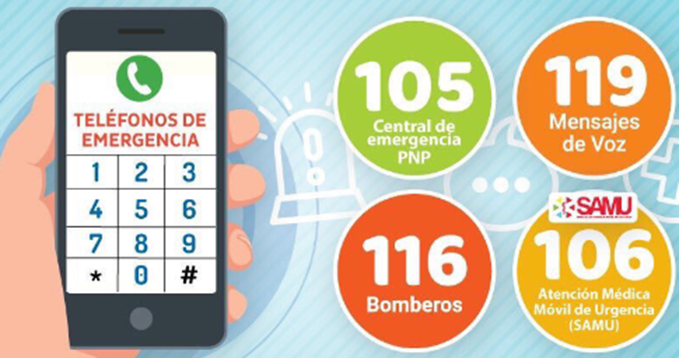 TELÉFONOS DE
EMERGENCIA
1 2 3
4 5 6
7 8 9
* 0 #
105
Central de
emergencia
PNP
119
Mensajes
de Voz
116
Bomberos
SAMU
106
Atención Médica
Móvil de Urgencia
(SAMU)